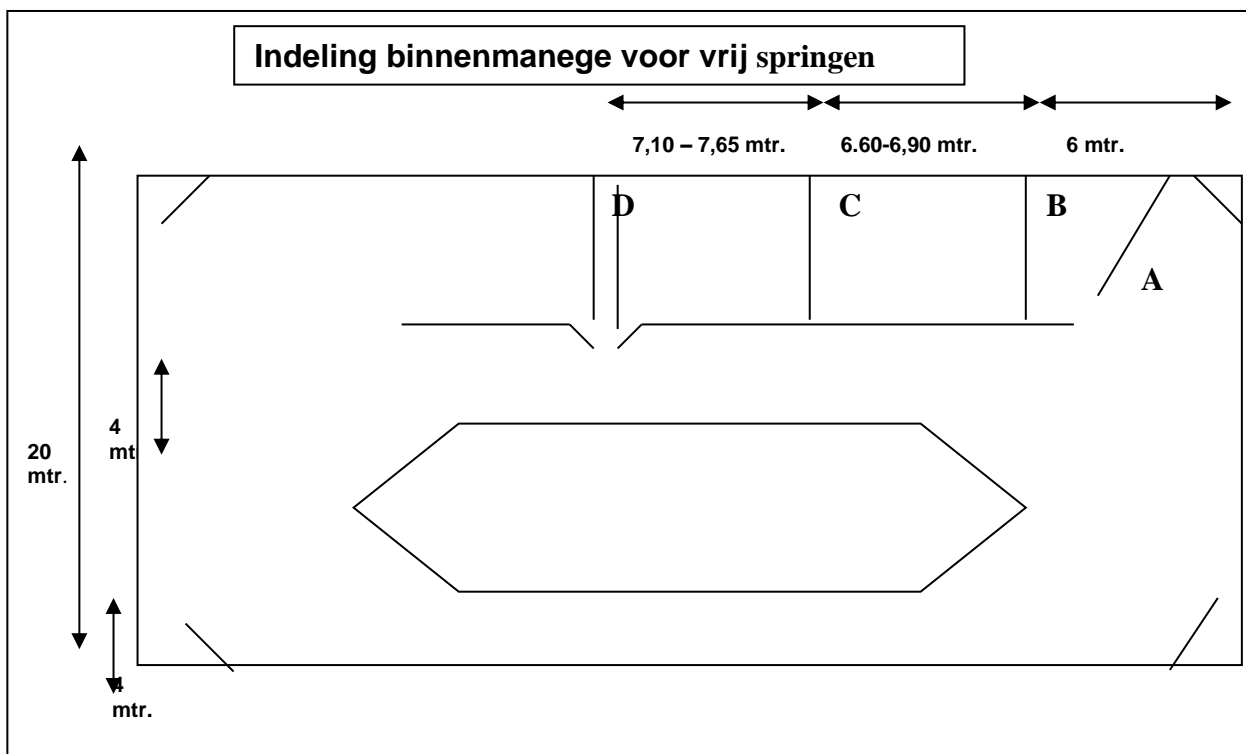 Indeling binnenmanege voor vrij springen
7,10 – 7,65 mtr.
6.60-6,90 mtr.
6 mtr.
D
C
B
A
4
mt
20
mtr.
4
mtr.